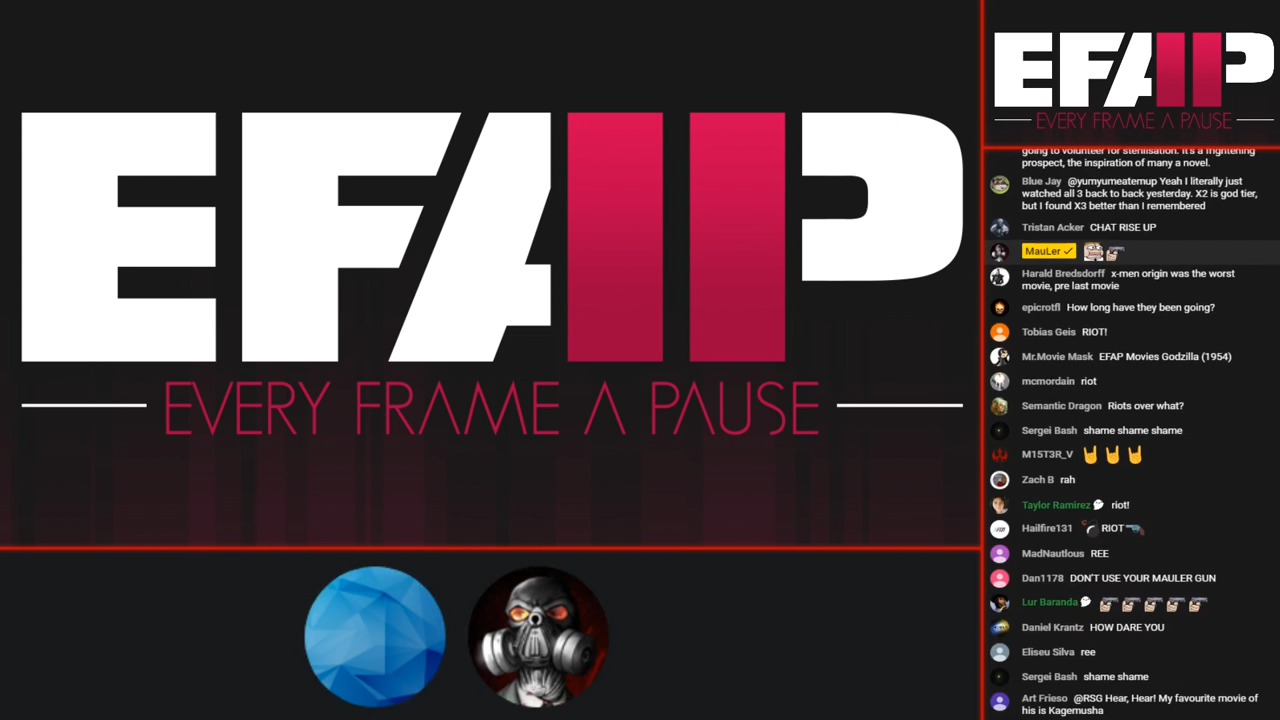 EFAP
EVERY FRAME A PAUSE
EFAP
EVERY FRAME A PAUSE
going to volunteer for sterilisation. It's a frightening
prospect, the inspiration of many a novel.
Blue Jay @yumyumeatemup Yeah I literally just
watched all 3 back to back yesterday. X2 is god tier,
but I found X3 better than I remembered
Tristan Acker CHAT RISE UP
MauLer
Harald Bredsdorff x-men origin was the worst
movie, pre last movie
epicrotfl How long have they been going?
Tobias Geis RIOT!
Mr.Movie Mask EFAP Movies Godzilla (1954)
mcmordain riot
Semantic Dragon Riots over what?
Sergei Bash shame shame shame
M15T3R_V 🤘 🤘 🤘
Zach B rah
Taylor Ramirez riot!
Hailfire131 RIOT
MadNautlous REE
Dan1178 DON'T USE YOUR MAULER GUN
Lur Baranda
Daniel Krantz HOW DARE YOU
Eliseu Silva ree
Sergei Bash shame shame
Art Frieso @RSG Hear, Hear! My favourite movie of
his is Kagemusha